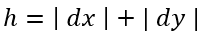 h = | dx | + | dy |